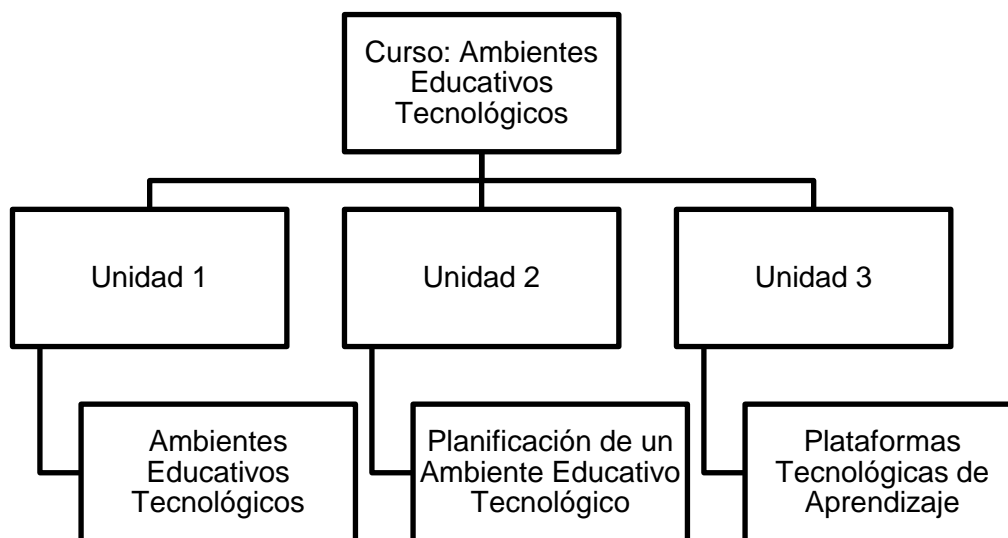 Curso: Ambientes
Educativos
Tecnológicos
Unidad 1
Unidad 2
Unidad 3
Ambientes
Educativos
Tecnológicos
Planificación de un
Ambiente Educativo
Tecnológico
Plataformas
Tecnológicas de
Aprendizaje